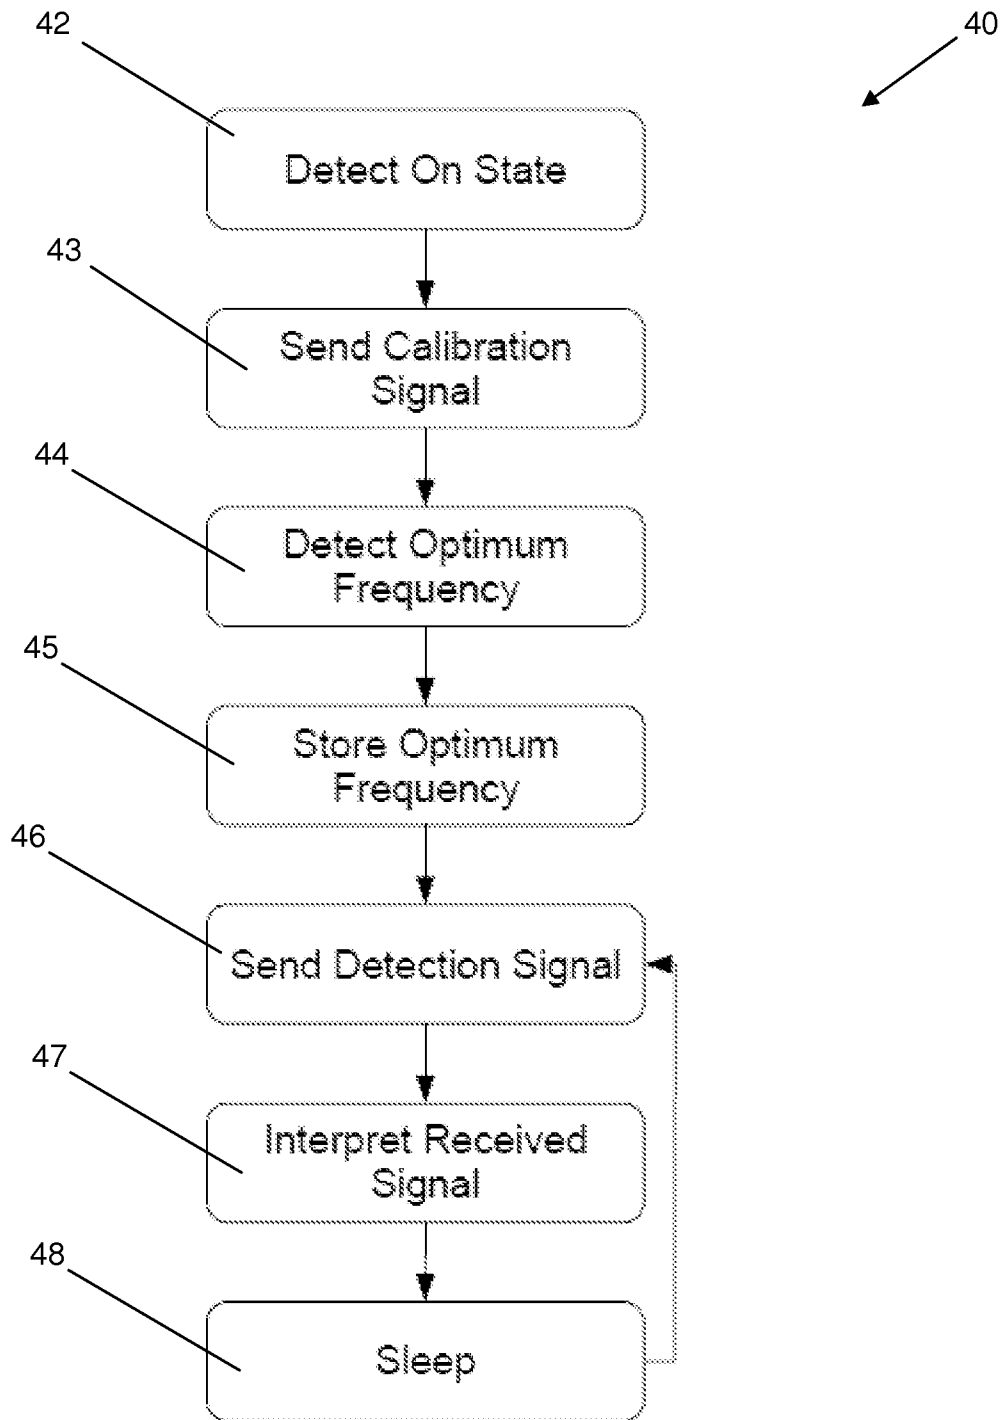 42
40
Detect On State
43
Send Calibration
Signal
44
Detect Optimum
Frequency
45
Store Optimum
Frequency
46
Send Detection Signal
47
Interpret Received
Signal
48
Sleep